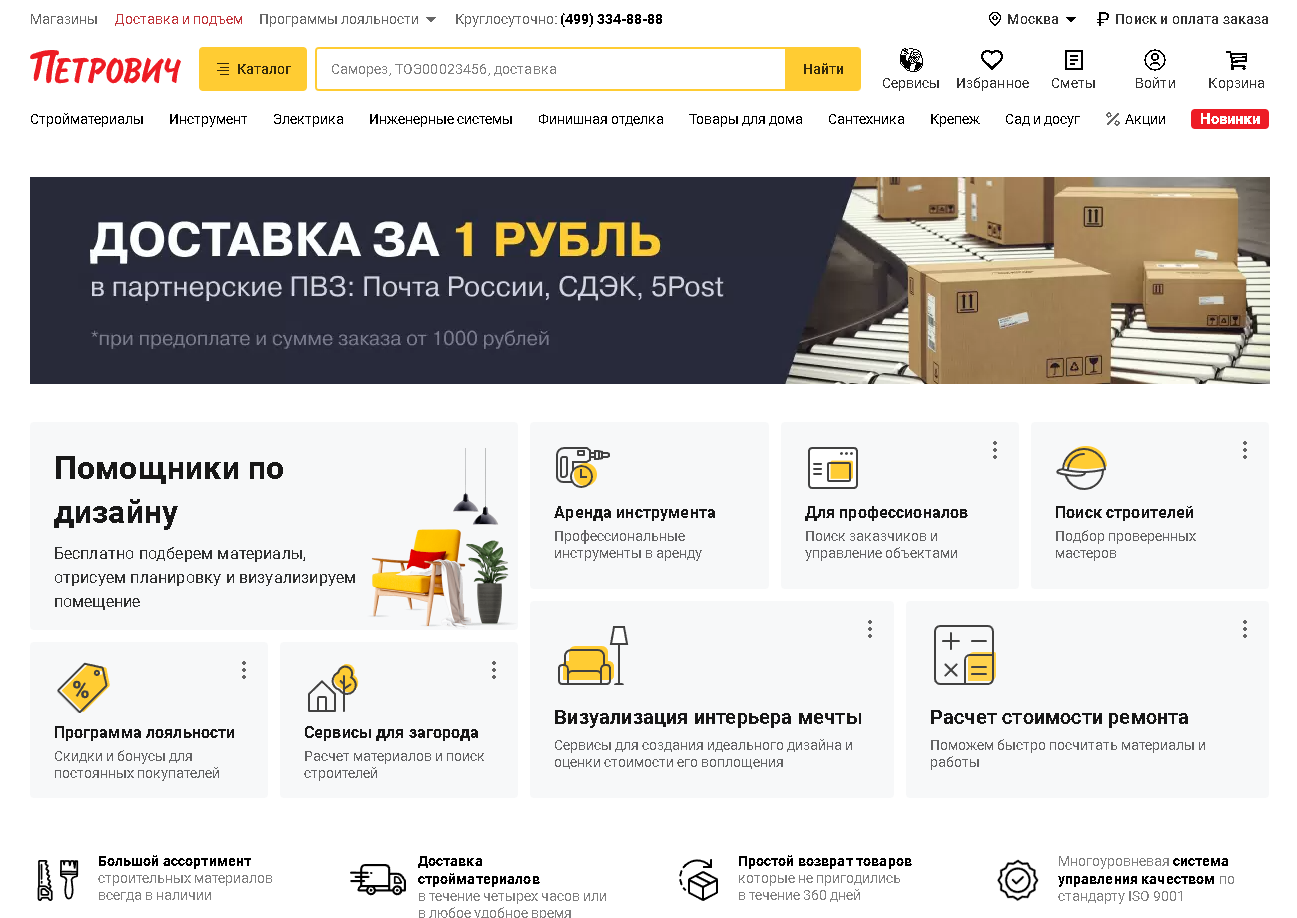 Магазины Доставка и подъем Программы лояльности Круглосуточно: (499) 334-88-88 Москва Поиск и оплата заказа
ПЕТРОВИЧ Каталог Саморез, ТОЭ00023456, доставка Найти Сервисы Избранное Сметы Войти Корзина
Стройматериалы Инструмент Электрика Инженерные системы Финишная отделка Товары для дома Сантехника Крепеж Сад и досуг Акции Новинки
ДОСТАВКА ЗА 1 РУБЛЬ
в партнерские ПВЗ: Почта России, СДЭК, 5Post
*при предоплате и сумме заказа от 1000 рублей
Помощники по
дизайну
Бесплатно подберем материалы,
отрисуем планировку и визуализируем
помещение
Аренда инструмента
Профессиональные
инструменты в аренду
Для профессионалов
Поиск заказчиков и
управление объектами
Поиск строителей
Подбор проверенных
мастеров
Программа лояльности
Скидки и бонусы для
постоянных покупателей
Сервисы для загорода
Расчет материалов и поиск
строителей
Визуализация интерьера мечты
Сервисы для создания идеального дизайна и
оценки стоимости его воплощения
Расчет стоимости ремонта
Поможем быстро посчитать материалы и
работы
Большой ассортимент
строительных материалов
всегда в наличии
Доставка
стройматериалов
в течение четырех часов или
в любое удобное время
Простой возврат товаров
которые не пригодились
в течение 360 дней
Многоуровневая система
управления качеством по
стандарту ISO 9001